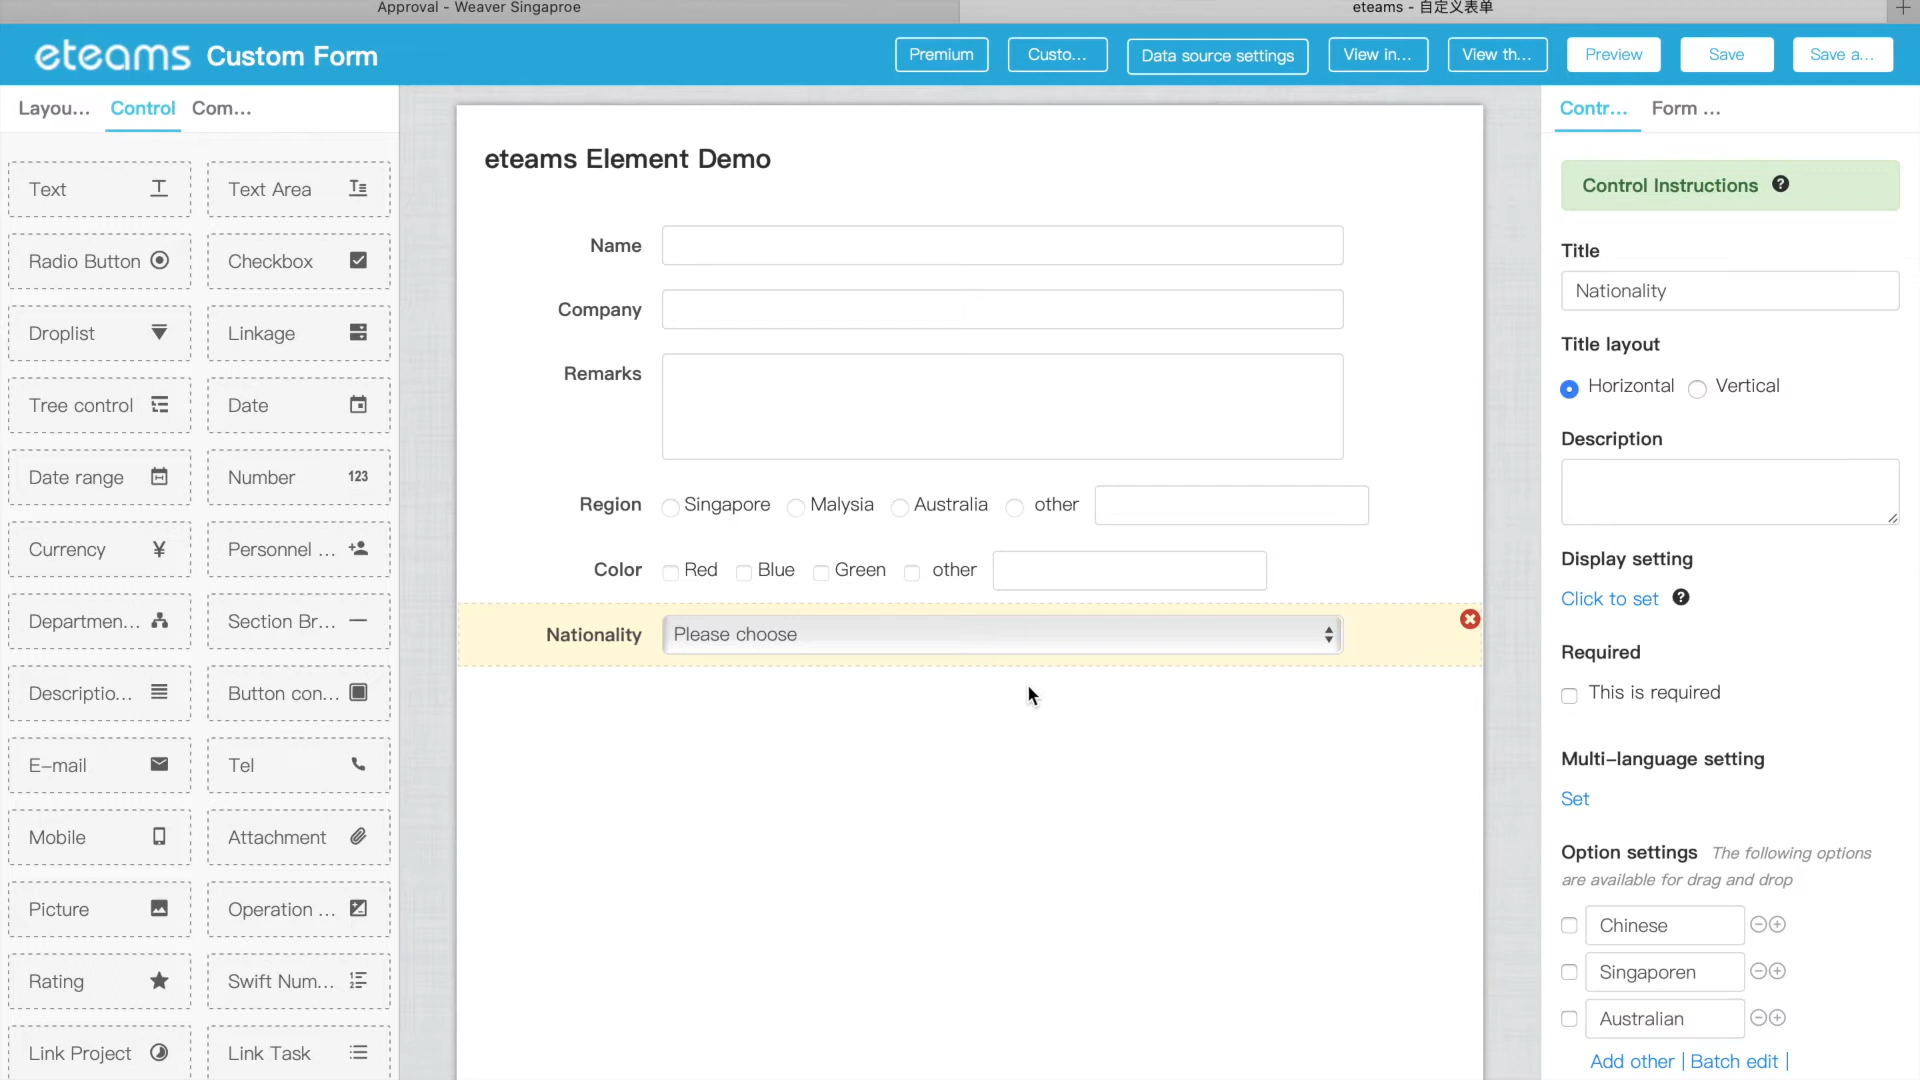 Approval - Weaver Singaproe
eteams - 自定义表单
eteams Custom Form
Premium
Custo...
Data source settings
View in...
View th...
Preview
Save
Save a...
Layou... Control Com...
Text
Text Area
Radio Button
Checkbox
Droplist
Linkage
Tree control
Date
Date range
Number 123
Currency ¥
Personnel ...
Departmen...
Section Br...
Descriptio...
Button con...
E-mail
Tel
Mobile
Attachment
Picture
Operation ...
Rating
Swift Num...
Link Project
Link Task
eteams Element Demo
Name
Company
Remarks
Region Singapore Malysia Australia other
Color Red Blue Green other
Nationality Please choose
Contr... Form ...
Control Instructions
Title
Nationality
Title layout
Horizontal Vertical
Description
Display setting
Click to set
Required
This is required
Multi-language setting
Set
Option settings The following options
are available for drag and drop
Chinese
Singaporen
Australian
Add other | Batch edit |